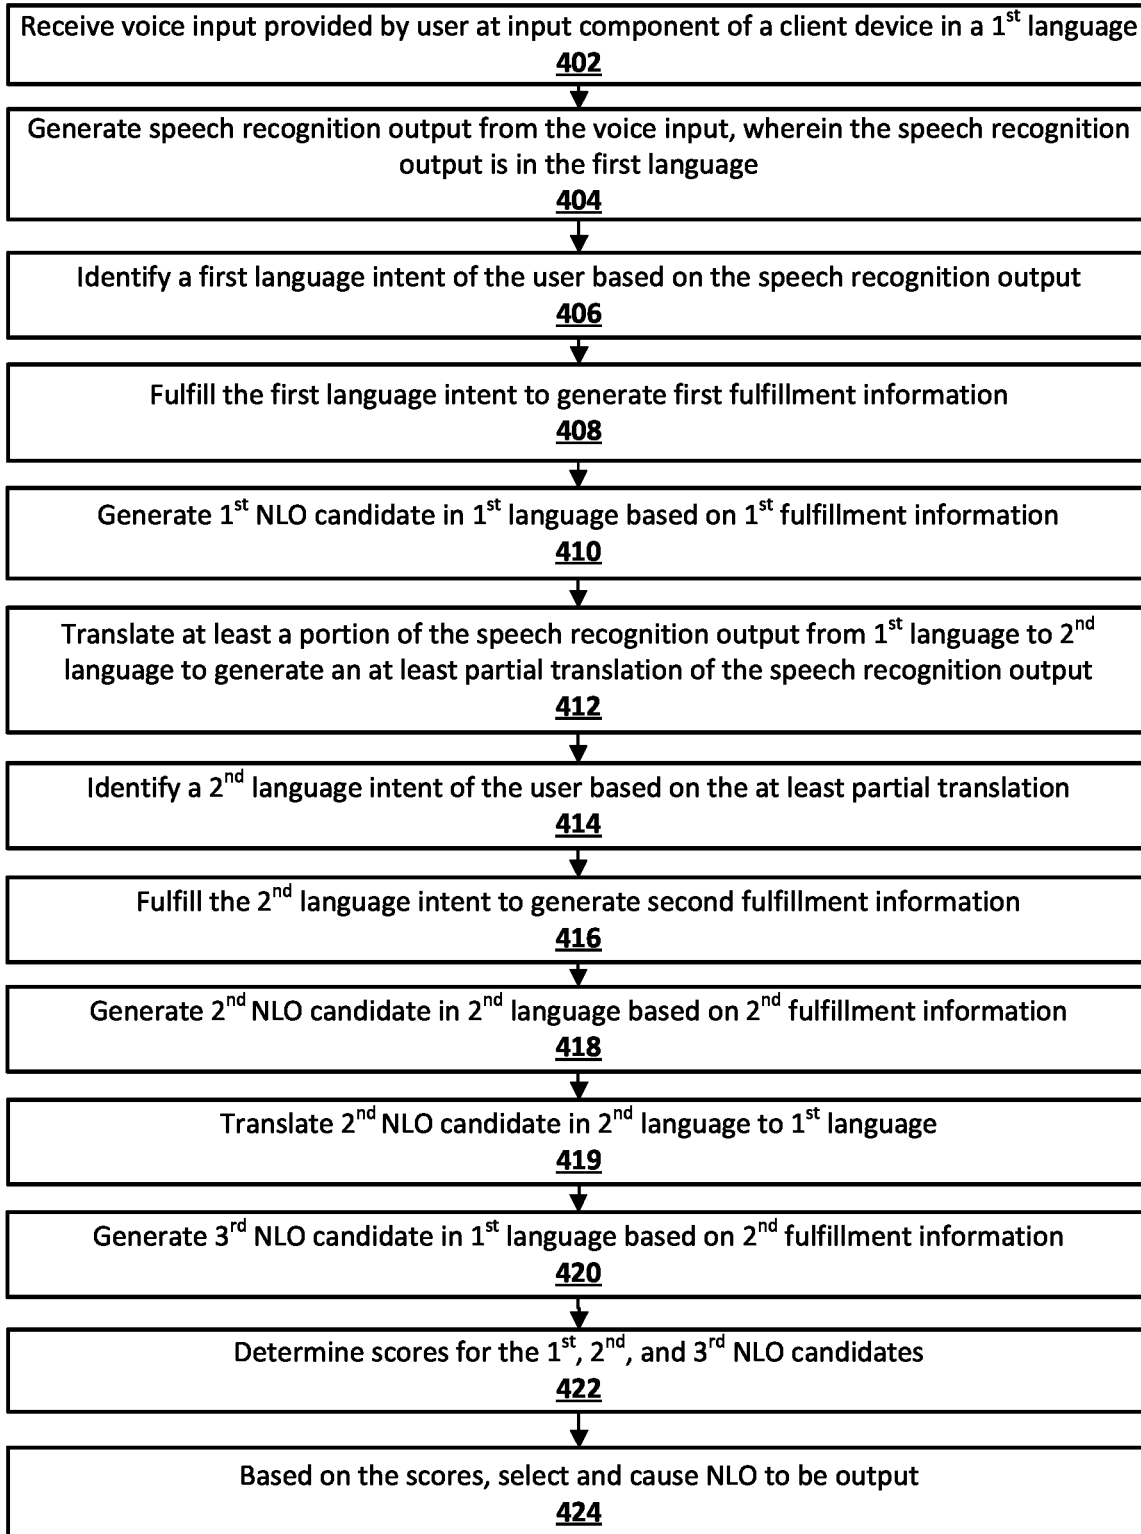 Receive voice input provided by user at input component of a client device in a 1st language
402
Generate speech recognition output from the voice input, wherein the speech recognition
output is in the first language
404
Identify a first language intent of the user based on the speech recognition output
406
Fulfill the first language intent to generate first fulfillment information
408
Generate 1st NLO candidate in 1st language based on 1st fulfillment information
410
Translate at least a portion of the speech recognition output from 1st language to 2nd
language to generate an at least partial translation of the speech recognition output
412
Identify a 2nd language intent of the user based on the at least partial translation
414
Fulfill the 2nd language intent to generate second fulfillment information
416
Generate 2nd NLO candidate in 2nd language based on 2nd fulfillment information
418
Translate 2nd NLO candidate in 2nd language to 1st language
419
Generate 3rd NLO candidate in 1st language based on 2nd fulfillment information
420
Determine scores for the 1st, 2nd, and 3rd NLO candidates
422
Based on the scores, select and cause NLO to be output
424